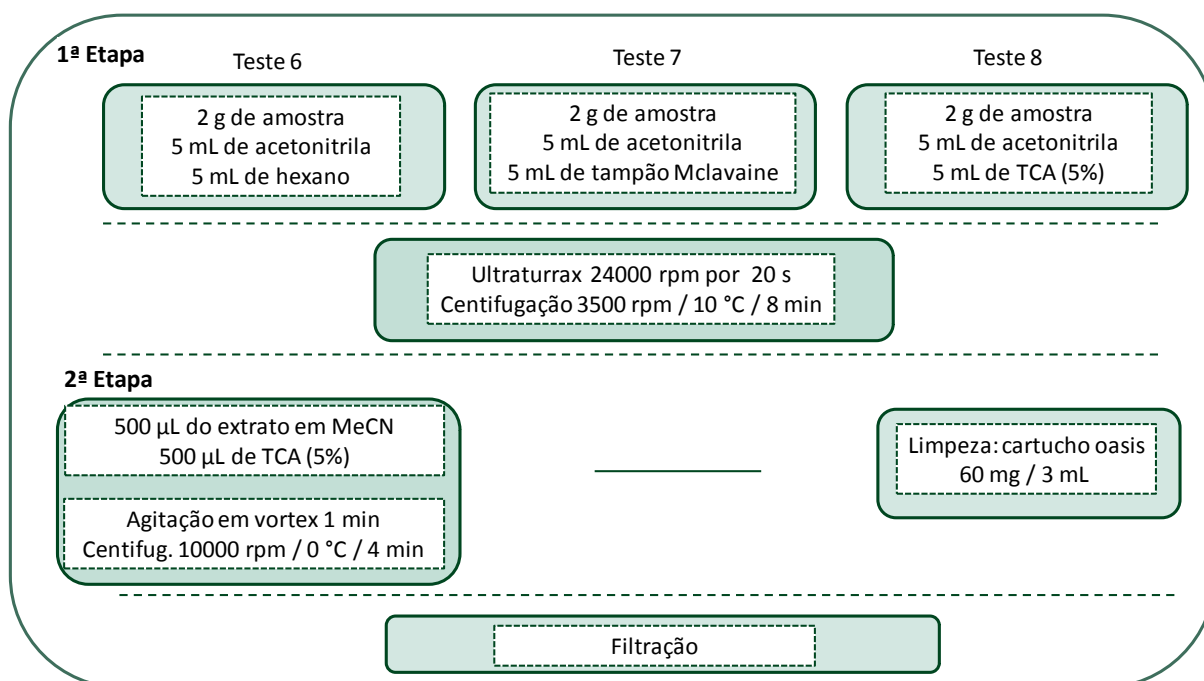 1ª Etapa
Teste 6
Teste 7
Teste 8
2 g de amostra
5 mL de acetonitrila
5 mL de hexano
2 g de amostra
5 mL de acetonitrila
5 mL de tampão Mclavaine
2 g de amostra
5 mL de acetonitrila
5 mL de TCA (5%)
Ultraturrax 24000 rpm por 20 s
Centifugação 3500 rpm / 10 °C / 8 min
2ª Etapa
500 µL do extrato em MeCN
500 µL de TCA (5%)
Agitação em vortex 1 min
Centifug. 10000 rpm / 0 °C / 4 min
Limpeza: cartucho oasis
60 mg / 3 mL
Filtração